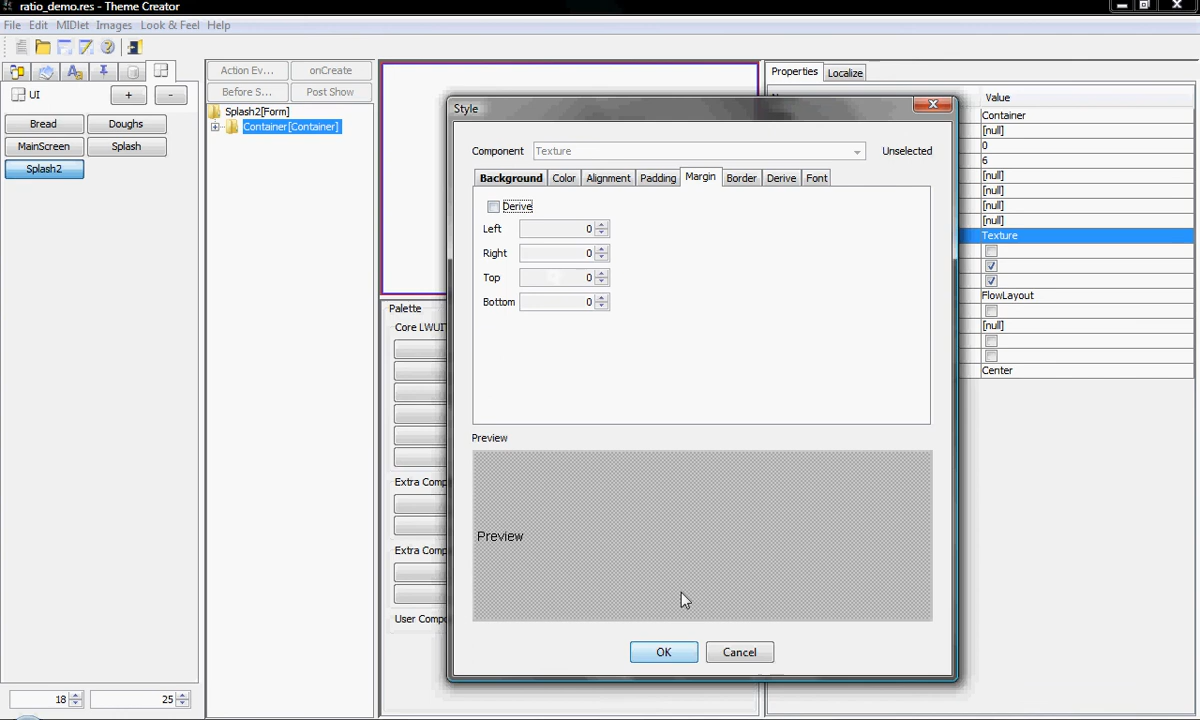 ratio_demo.res - Theme Creator
File Edit MIDlet Images Look & Feel Help
UI
+
-
Bread
Doughs
MainScreen
Splash
Splash2
18
25
Action Ev...
onCreate
Before S...
Post Show
Splash2[Form]
Container[Container]
Palette
Core LWUIT
Extra Comp
Extra Comp
User Compo
Style
Component
Texture
Unselected
Background
Color
Alignment
Padding
Margin
Border
Derive
Font
Derive
Left 0
Right 0
Top 0
Bottom 0
Preview
Preview
OK
Cancel
Properties
Localize
Value
Container
[null]
0
6
[null]
[null]
[null]
[null]
Texture
FlowLayout
[null]
Center